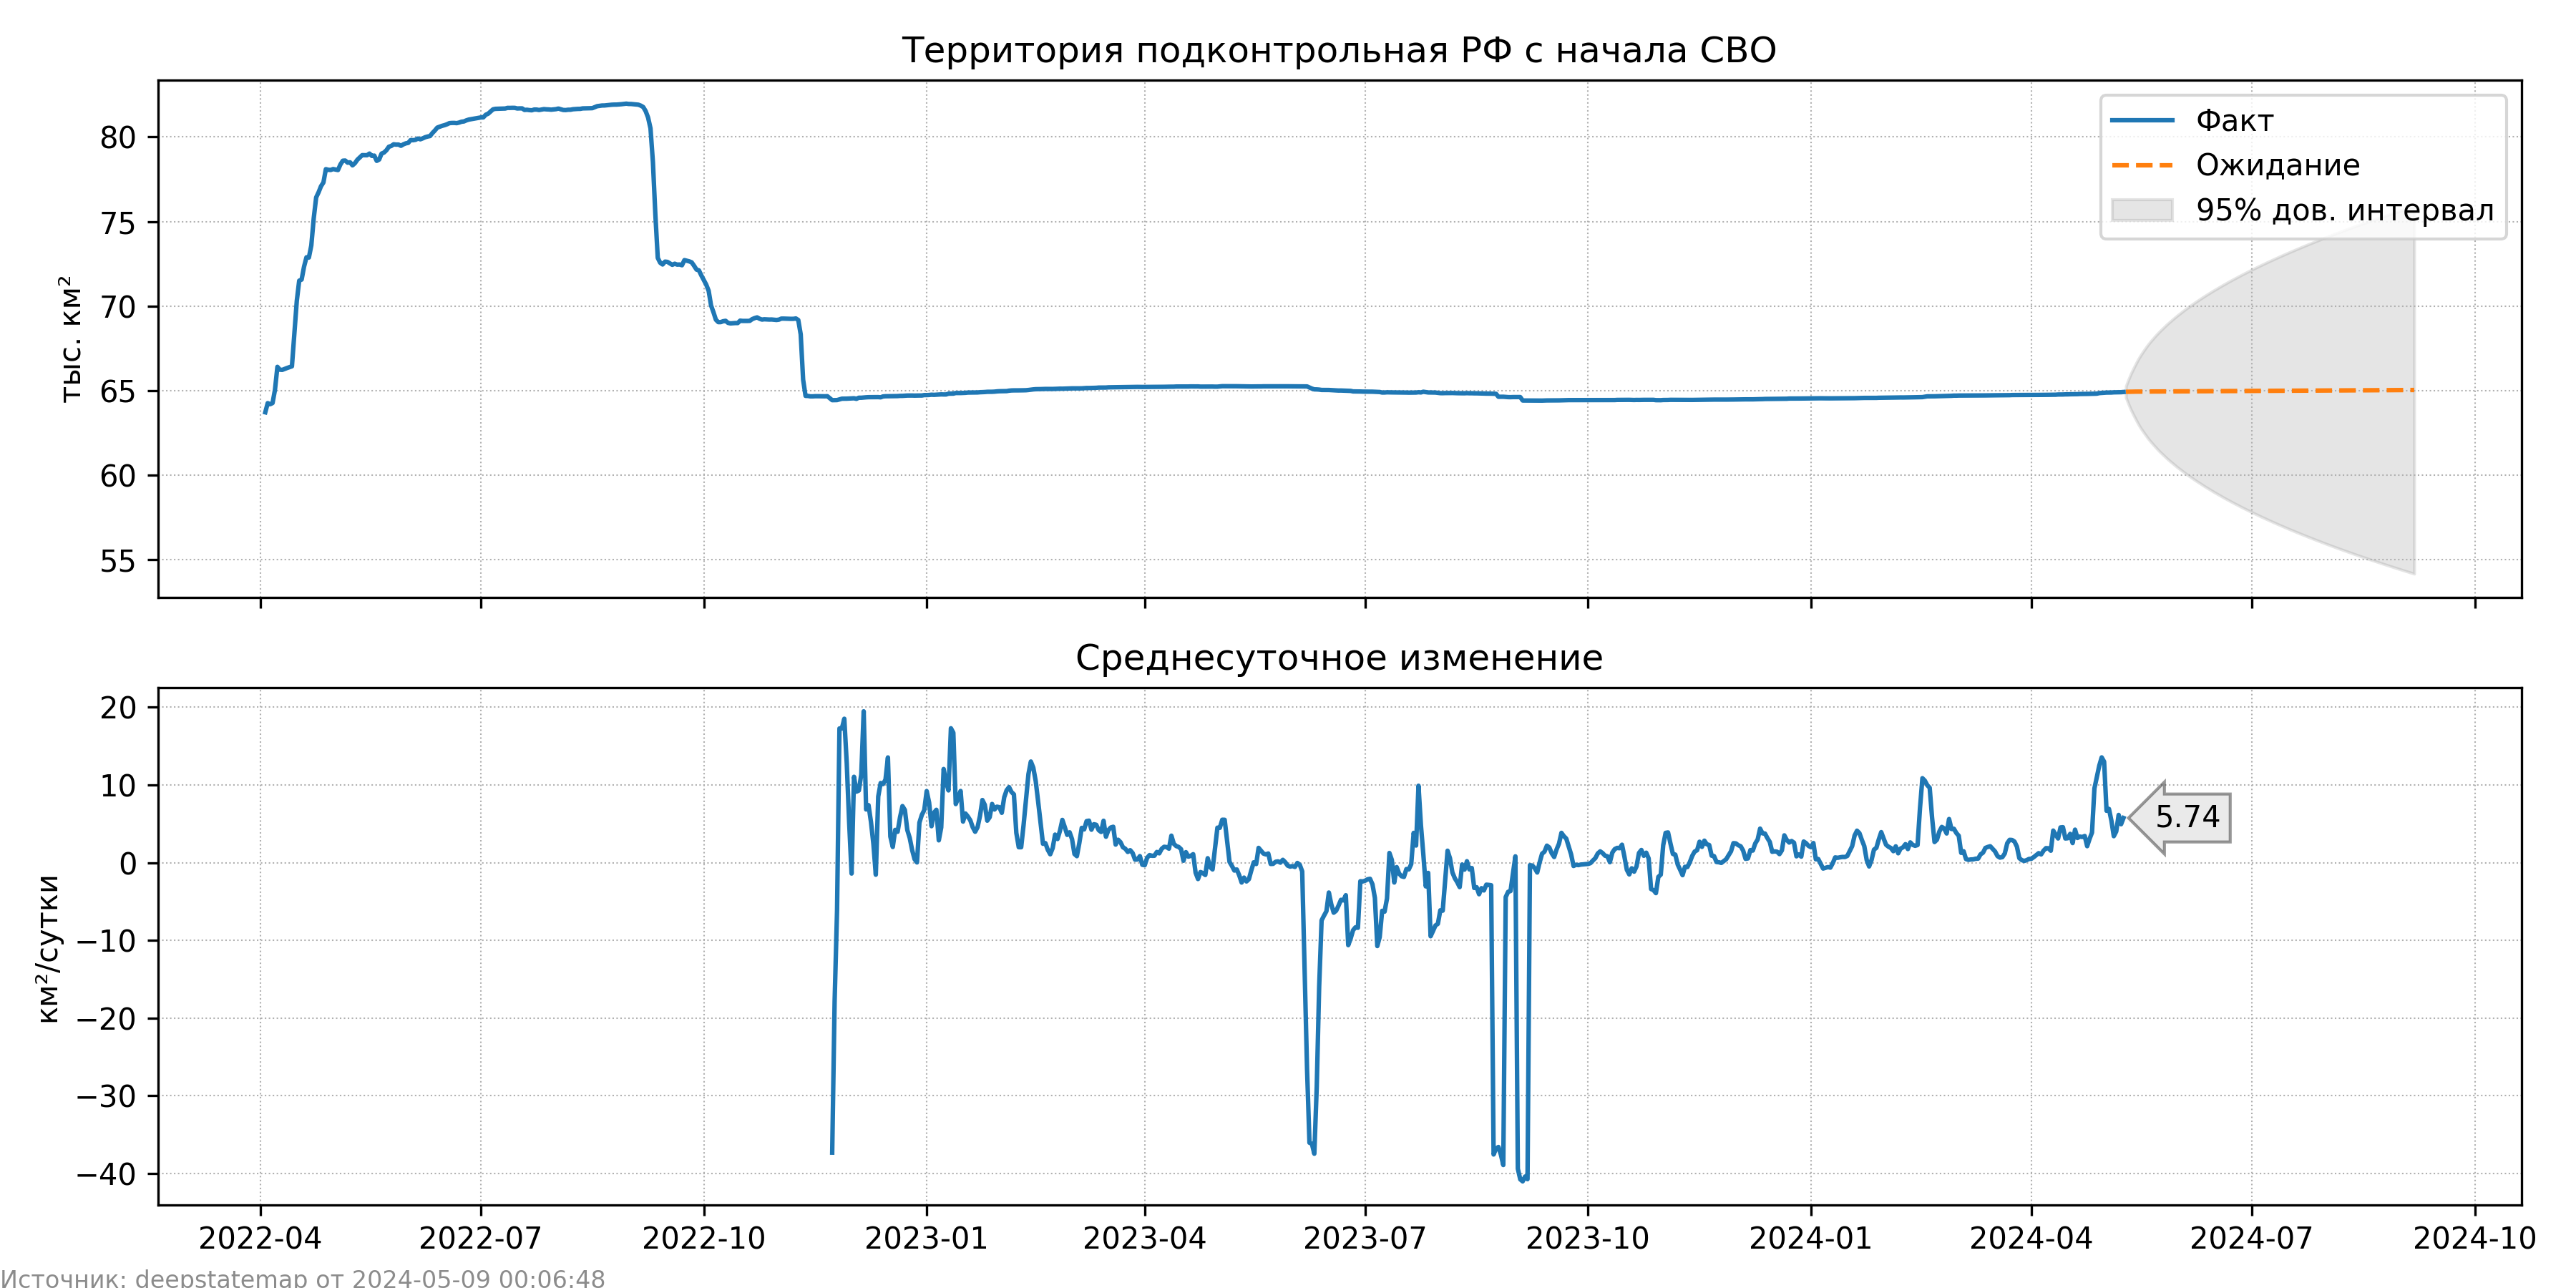 Территория подконтрольная РФ с начала СВО
80
75
70
65
60
55
тыс. км²
Факт
Ожидание
95% дов. интервал
Среднесуточное изменение
20
10
0
−10
−20
−30
−40
км²/сутки
5.74
2022-04 2022-07 2022-10 2023-01 2023-04 2023-07 2023-10 2024-01 2024-04 2024-07 2024-10
Источник: deepstatemap от 2024-05-09 00:06:48